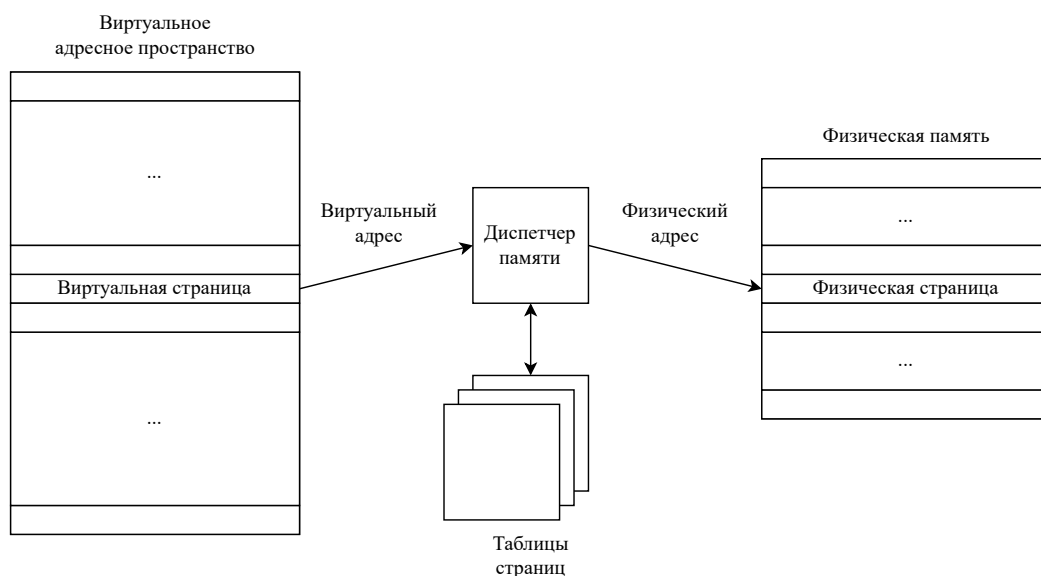 Виртуальное
адресное пространство
...
Виртуальная страница
...
Виртуальный
адрес
Диспетчер
памяти
Таблицы
страниц
Физический
адрес
Физическая память
...
Физическая страница
...